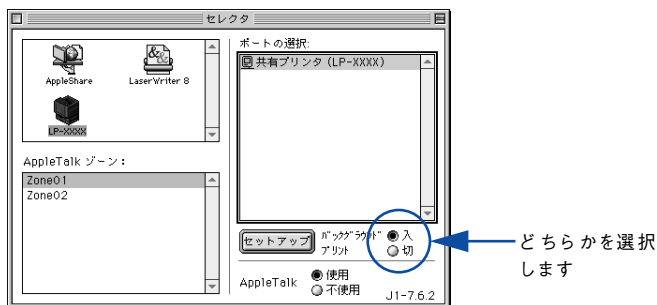 セレクタ
AppleShare
LaserWriter 8
LP-XXXX
AppleTalk ゾーン：
Zone01
Zone02
ポートの選択:
共有プリンタ (LP-XXXX)
セットアップ
ﾊﾞｯｸｸﾞﾗｳﾝﾄﾞ
ﾌﾟﾘﾝﾄ
入
切
AppleTalk
使用
不使用
J1-7.6.2
どちらかを選択
します